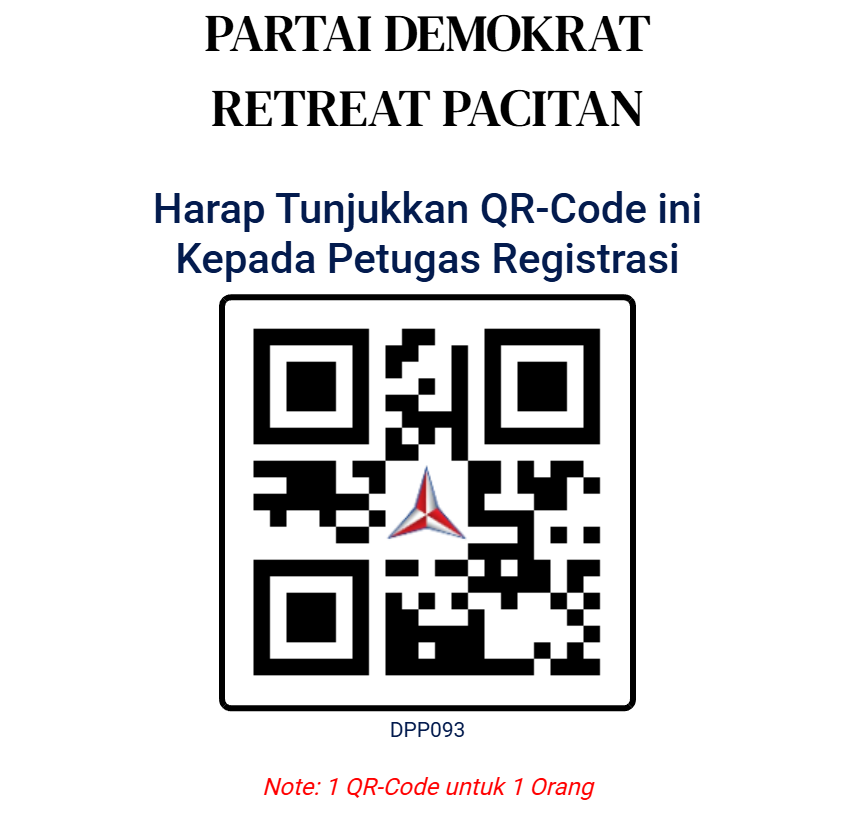 PARTAI DEMOKRAT
RETREAT PACITAN
Harap Tunjukkan QR-Code ini
Kepada Petugas Registrasi
DPP093
Note: 1 QR-Code untuk 1 Orang